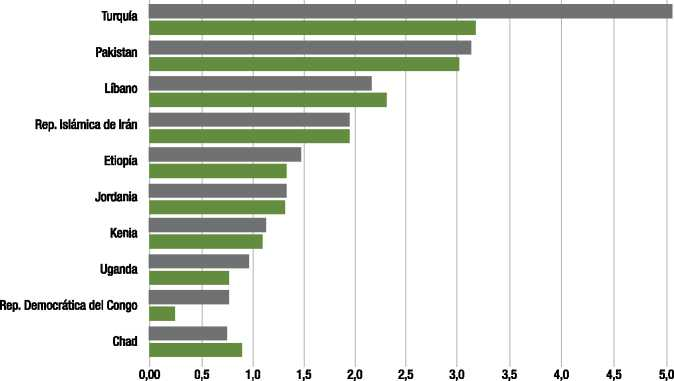 Turquía
Pakistan
Líbano
Rep. Islámica de Irán
Etiopía
Jordania
Kenia
Uganda
Rep. Democrática del Congo
Chad
0,00 0,5 1,0 1,5 2,0 2,5 3,0 3,5 4,0 4,5 5,0